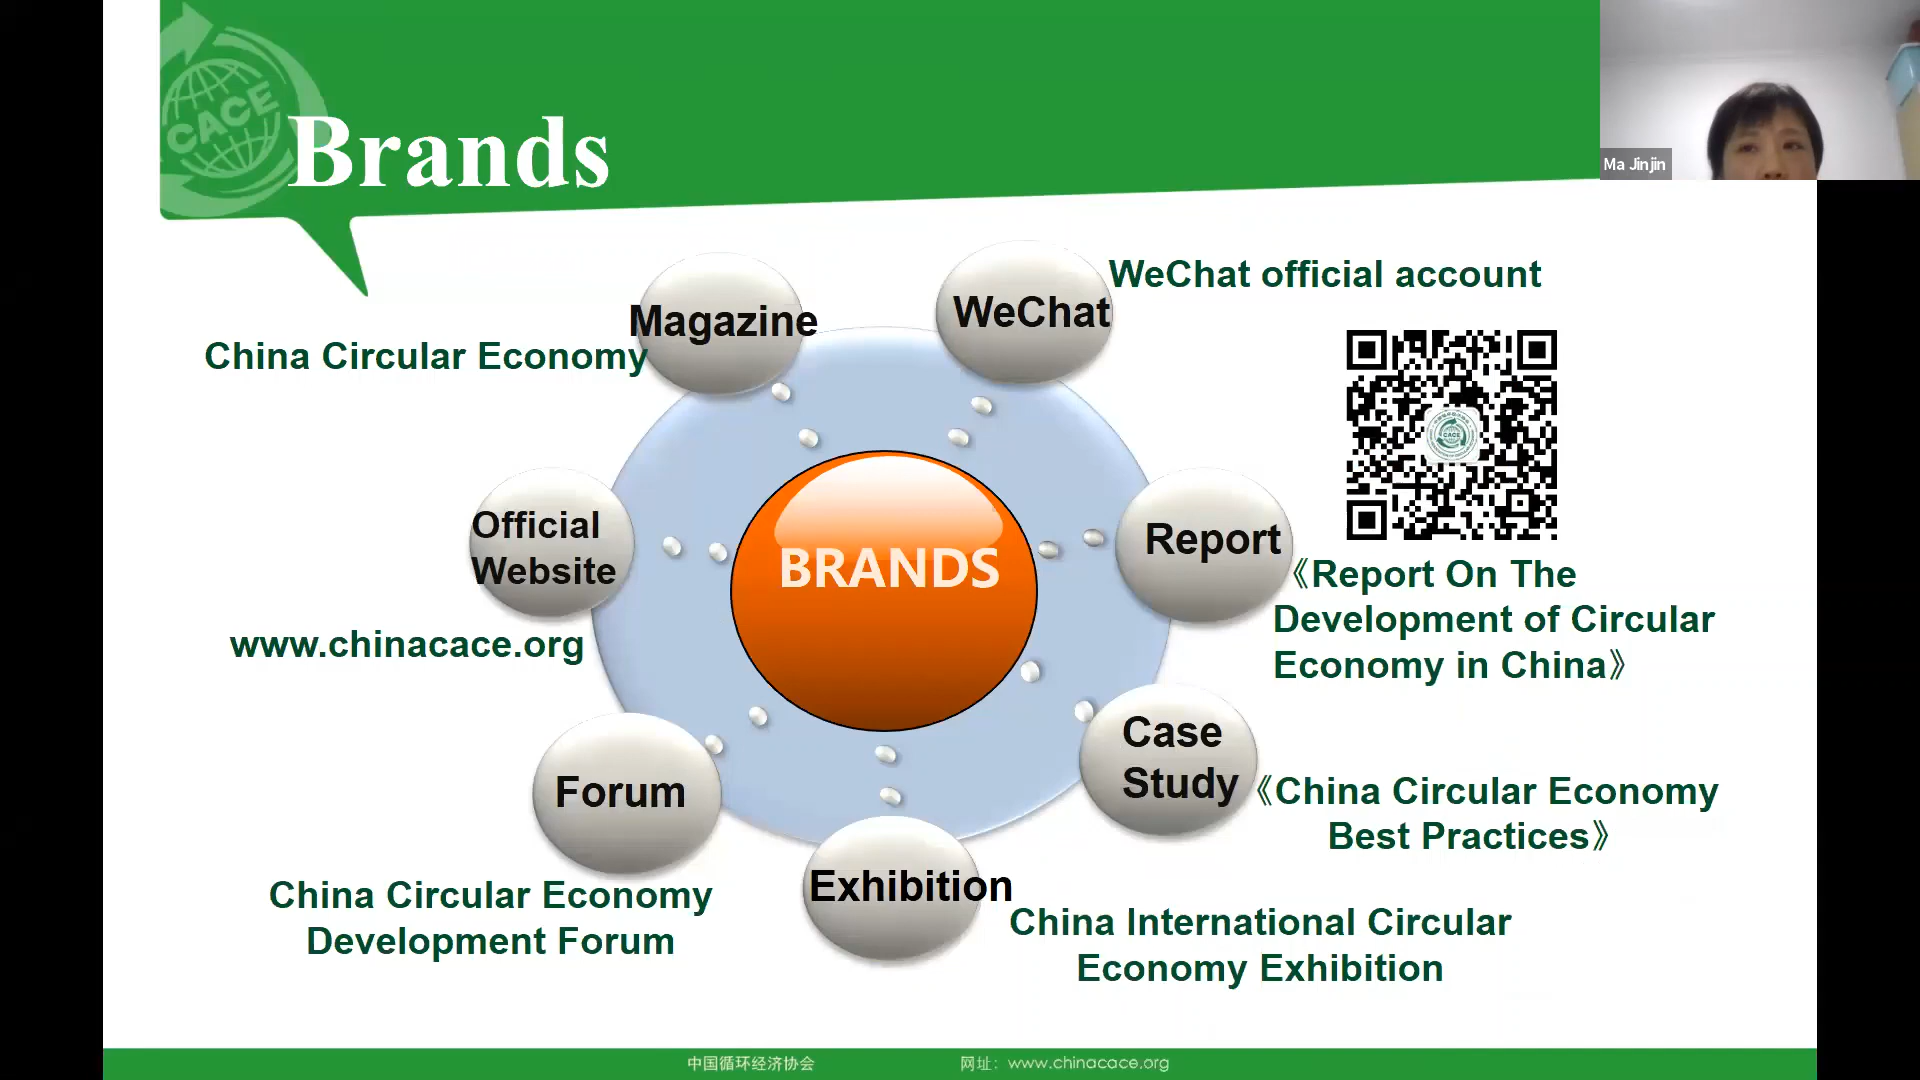 CACE
Brands
Ma Jinjin
Magazine
China Circular Economy
WeChat
WeChat official account
CACE
Official
Website
www.chinacace.org
BRANDS
Report
《Report On The
Development of Circular
Economy in China》
Case
Study
《China Circular Economy
Best Practices》
Forum
China Circular Economy
Development Forum
Exhibition
China International Circular
Economy Exhibition
中国循环经济协会
网址：www.chinacace.org